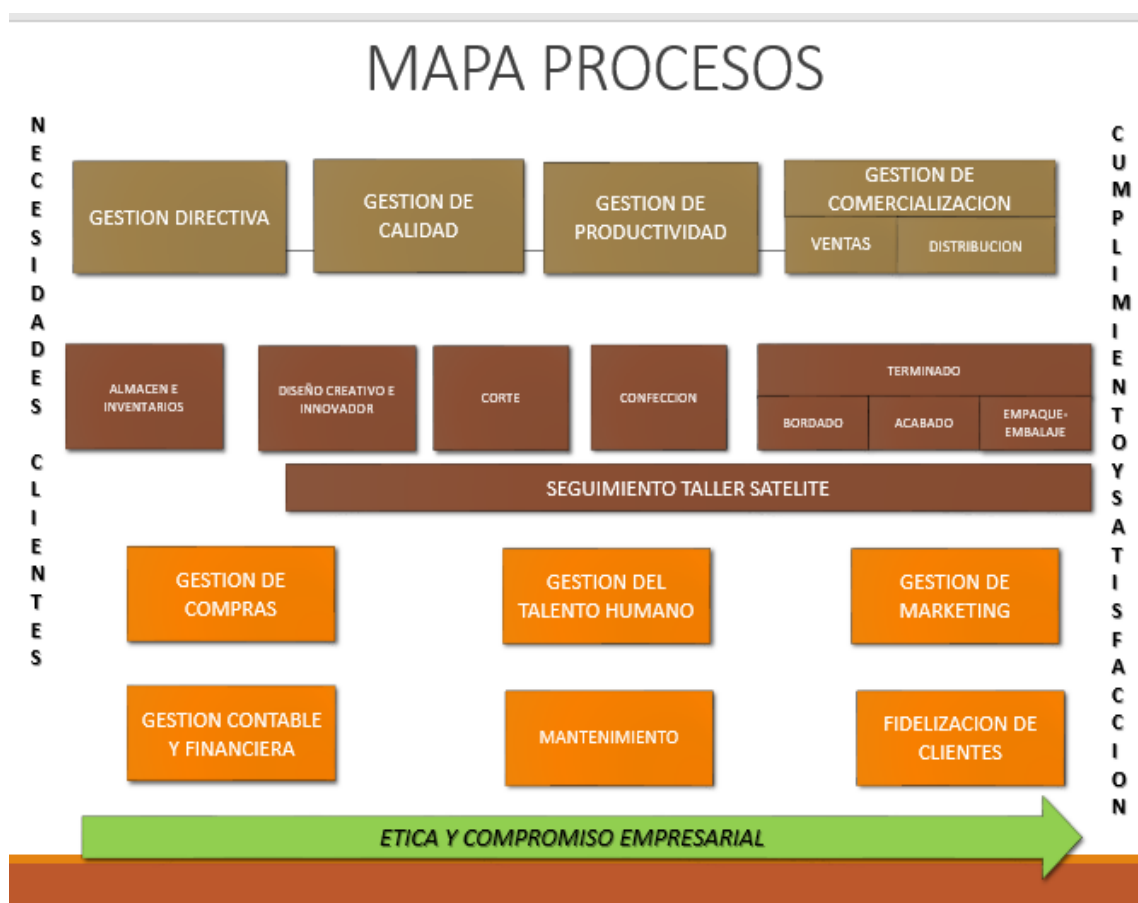 MAPA PROCESOS
NECESIDADES CLIENTES
GESTION DIRECTIVA
GESTION DE
CALIDAD
GESTION DE
PRODUCTIVIDAD
GESTION DE
COMERCIALIZACION
VENTAS
DISTRIBUCION
ALMACEN E
INVENTARIOS
DISEÑO CREATIVO E
INNOVADOR
CORTE
CONFECCION
TERMINADO
BORDADO
ACABADO
EMPAQUE-
EMBALAJE
SEGUIMIENTO TALLER SATELITE
GESTION DE
COMPRAS
GESTION DEL
TALENTO HUMANO
GESTION DE
MARKETING
GESTION CONTABLE
Y FINANCIERA
MANTENIMIENTO
FIDELIZACION DE
CLIENTES
ETICA Y COMPROMISO EMPRESARIAL
CUMPLIMIENTOYSATISFACCION